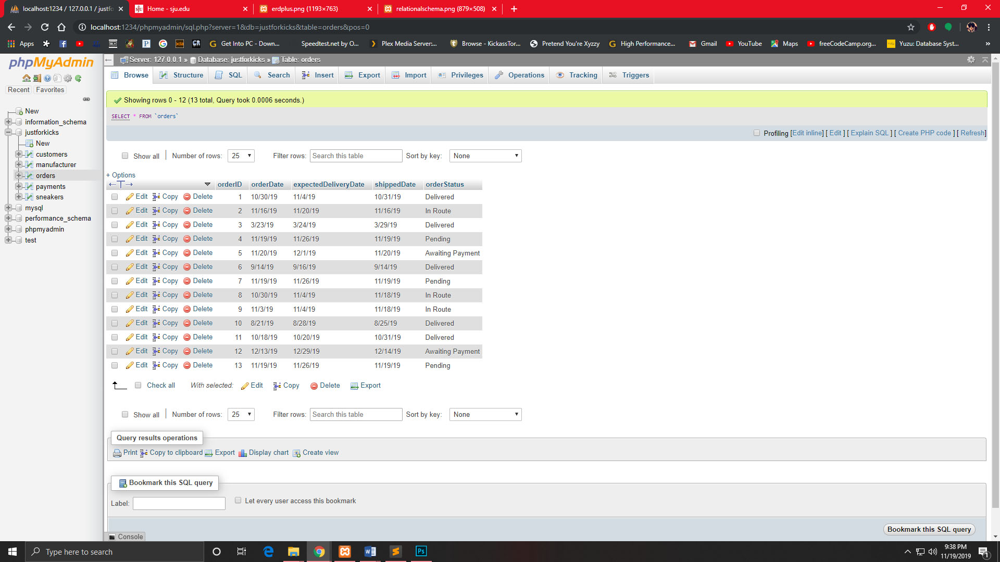 localhost:1234 / 127.0.0.1 / justfo
Home - sju.edu
erdplus.png (1193×763)
relationalschema.png (879×508)
localhost:1234/phpmyadmin/sql.php?server=1&db=justforkicks&table=orders&pos=0
Apps
Get Into PC - Down...
Speedtest.net by O...
Plex Media Server:...
Browse - KickassTor...
Pretend You're Xyzzy
High Performance...
Gmail
YouTube
Maps
freeCodeCamp.org...
Yuzu: Database Syst...
»
phpMyAdmin
Recent Favorites
New
information_schema
justforkicks
New
customers
manufacturer
orders
payments
sneakers
mysql
performance_schema
phpmyadmin
test
Server: 127.0.0.1 » Database: justforkicks » Table: orders
Browse Structure SQL Search Insert Export Import Privileges Operations Tracking Triggers
Showing rows 0 - 12 (13 total, Query took 0.0006 seconds.)
SELECT * FROM `orders`
Profiling [Edit inline] [ Edit ] [ Explain SQL ] [ Create PHP code ] [ Refresh]
Show all Number of rows: 25 Filter rows: Search this table Sort by key: None
+ Options
orderID orderDate expectedDeliveryDate shippedDate orderStatus
Edit Copy Delete 1 10/30/19 11/4/19 10/31/19 Delivered
Edit Copy Delete 2 11/16/19 11/20/19 11/16/19 In Route
Edit Copy Delete 3 3/23/19 3/24/19 3/29/19 Delivered
Edit Copy Delete 4 11/19/19 11/26/19 11/19/19 Pending
Edit Copy Delete 5 11/20/19 12/1/19 11/20/19 Awaiting Payment
Edit Copy Delete 6 9/14/19 9/16/19 9/14/19 Delivered
Edit Copy Delete 7 11/19/19 11/26/19 11/19/19 Pending
Edit Copy Delete 8 10/30/19 11/4/19 11/18/19 In Route
Edit Copy Delete 9 11/3/19 11/4/19 11/18/19 In Route
Edit Copy Delete 10 8/21/19 8/28/19 8/25/19 Delivered
Edit Copy Delete 11 10/18/19 10/20/19 10/31/19 Delivered
Edit Copy Delete 12 12/13/19 12/29/19 12/14/19 Awaiting Payment
Edit Copy Delete 13 11/19/19 11/26/19 11/19/19 Pending
Check all With selected: Edit Copy Delete Export
Show all Number of rows: 25 Filter rows: Search this table Sort by key: None
Query results operations
Print Copy to clipboard Export Display chart Create view
Bookmark this SQL query
Label: Let every user access this bookmark
Bookmark this SQL query
Console
Type here to search
9:38 PM
11/19/2019